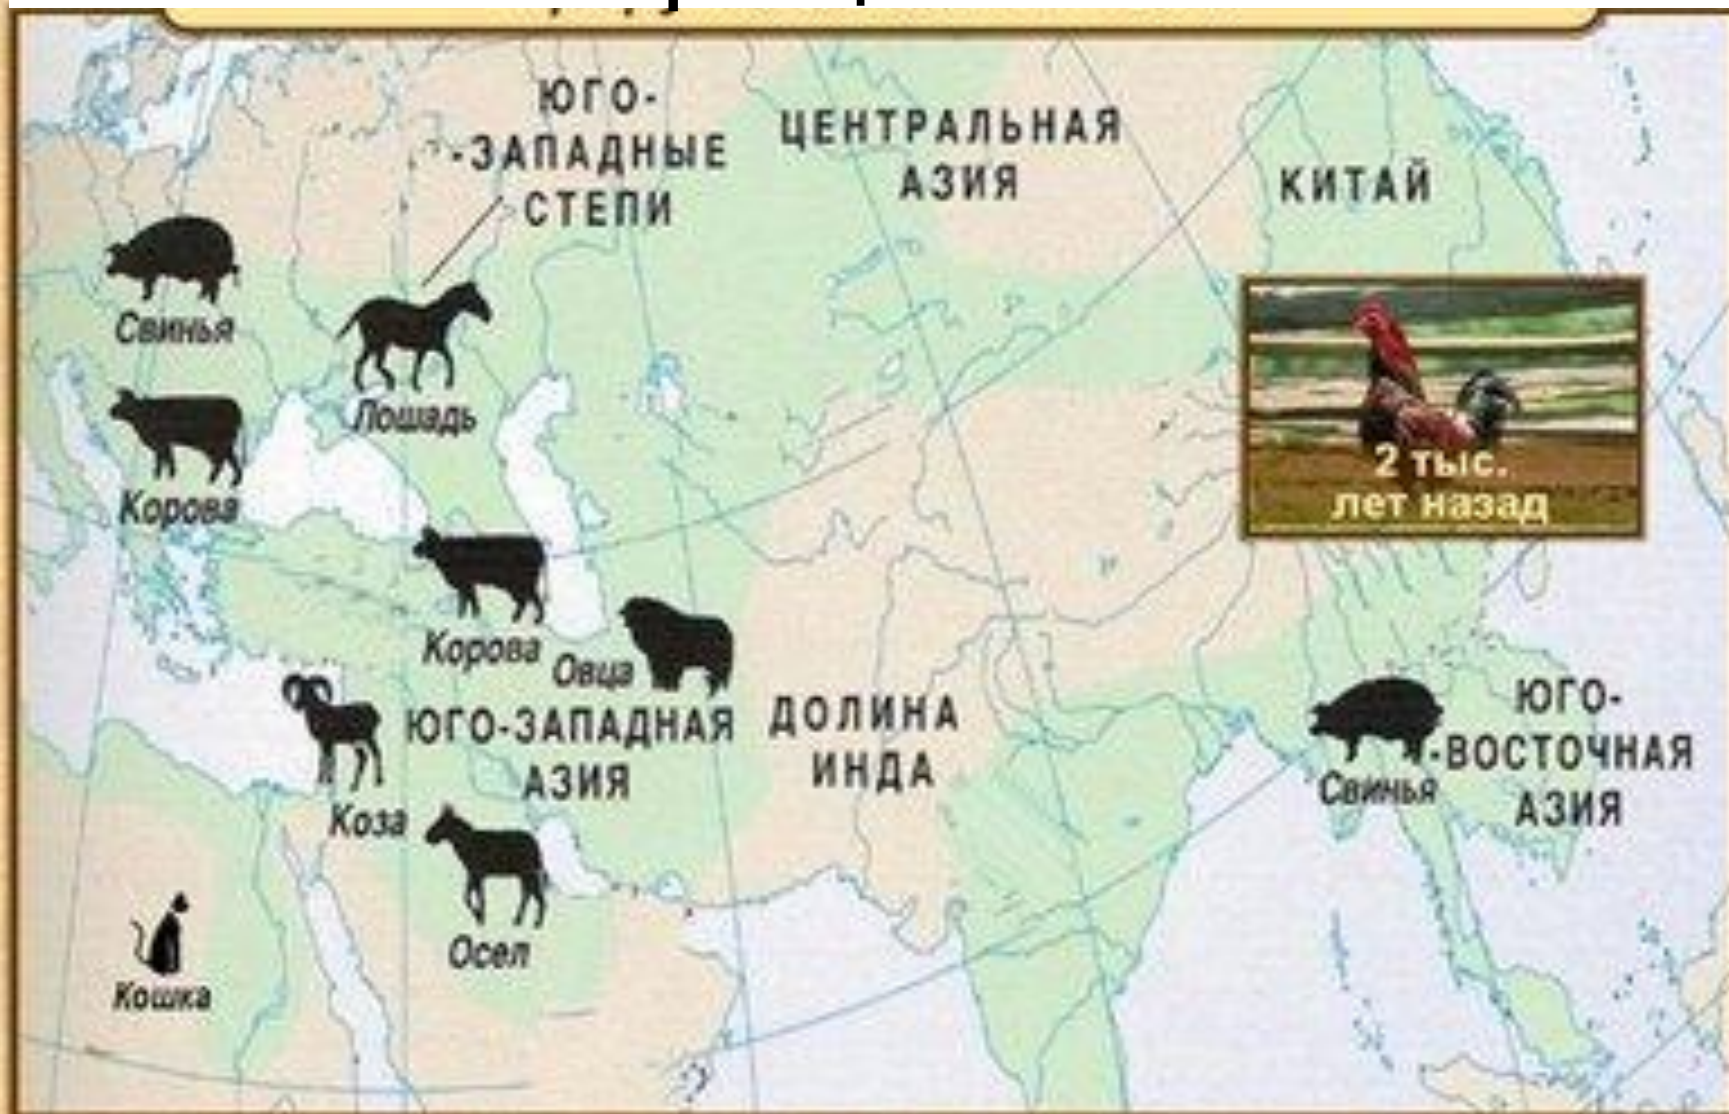 ЮГО-
-ЗАПАДНЫЕ
СТЕПИ
ЦЕНТРАЛЬНАЯ
АЗИЯ
КИТАЙ
Свинья
Лошадь
Корова
2 тыс.
лет назад
Корова
Овца
ЮГО-ЗАПАДНАЯ
АЗИЯ
ДОЛИНА
ИНДА
Свинья
ЮГО-
-ВОСТОЧНАЯ
АЗИЯ
Коза
Осел
Кошка